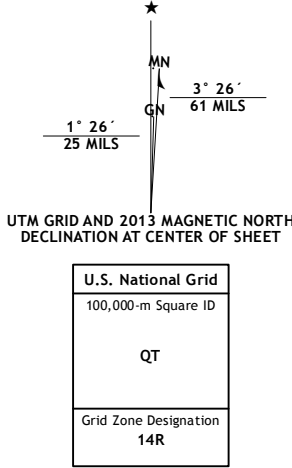 ★
MN
GN
3° 26´
61 MILS
1° 26´
25 MILS
UTM GRID AND 2013 MAGNETIC NORTH
DECLINATION AT CENTER OF SHEET
U.S. National Grid
100,000-m Square ID
QT
Grid Zone Designation
14R